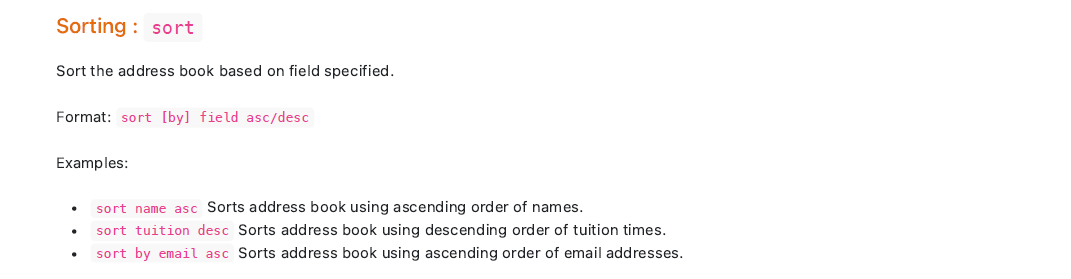 Sorting : sort
Sort the address book based on field specified.
Format: sort [by] field asc/desc
Examples:
• sort name asc Sorts address book using ascending order of names.
• sort tuition desc Sorts address book using descending order of tuition times.
• sort by email asc Sorts address book using ascending order of email addresses.